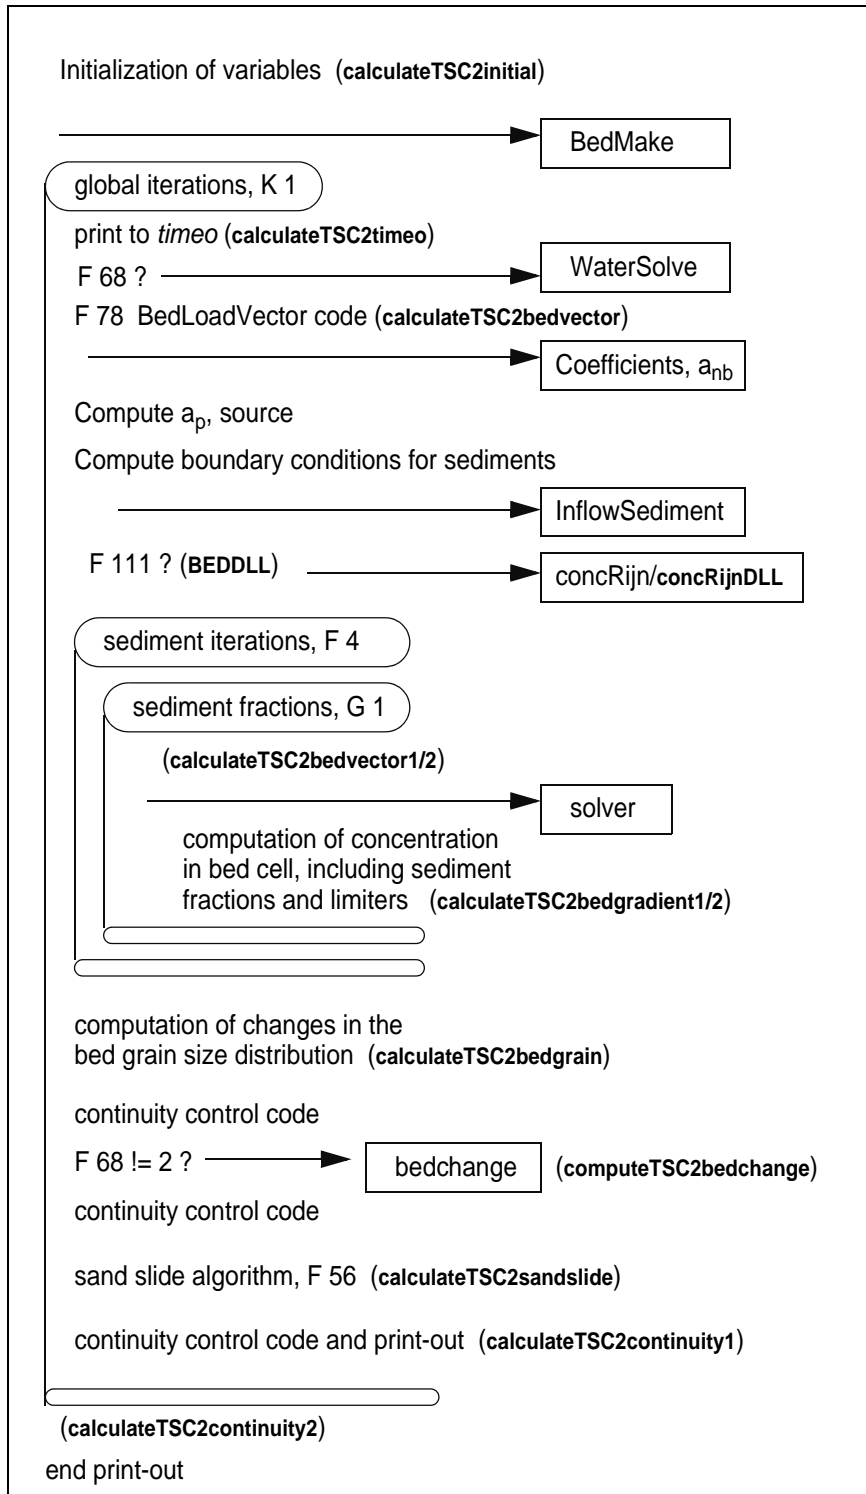 Initialization of variables (calculateTSC2initial)
BedMake
global iterations, K 1
print to timeo (calculateTSC2timeo)
F 68 ? WaterSolve
F 78 BedLoadVector code (calculateTSC2bedvector)
Coefficients, anb
Compute ap, source
Compute boundary conditions for sediments
InflowSediment
F 111 ? (BEDDLL) concRijn/concRijnDLL
sediment iterations, F 4
sediment fractions, G 1
(calculateTSC2bedvector1/2)
solver
computation of concentration
in bed cell, including sediment
fractions and limiters (calculateTSC2bedgradient1/2)
computation of changes in the
bed grain size distribution (calculateTSC2bedgrain)
continuity control code
F 68 != 2 ? bedchange (computeTSC2bedchange)
continuity control code
sand slide algorithm, F 56 (calculateTSC2sandslide)
continuity control code and print-out (calculateTSC2continuity1)
(calculateTSC2continuity2)
end print-out